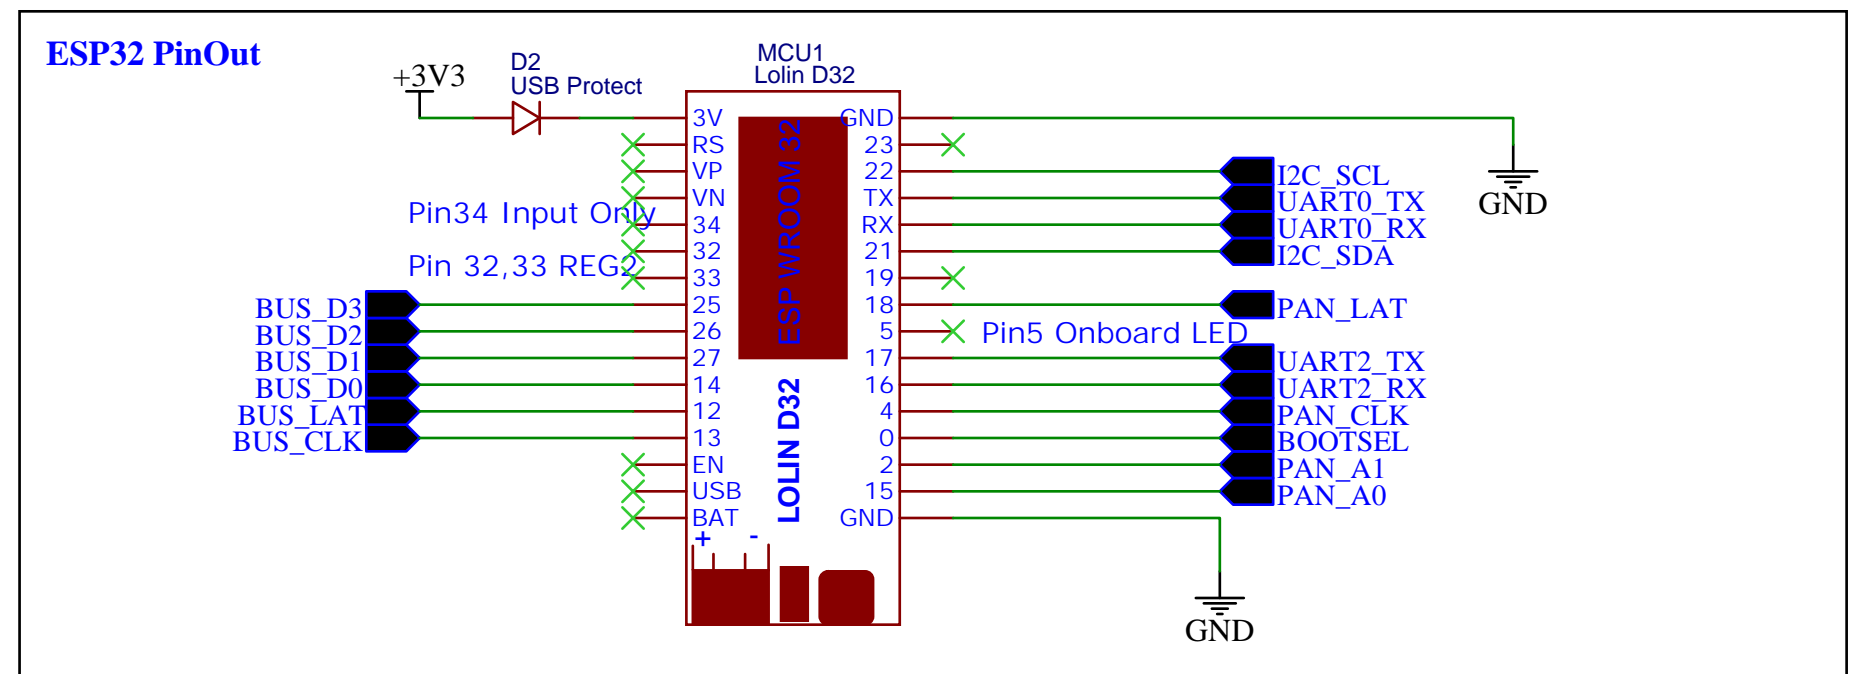 ESP32 PinOut
+3V3
D2
USB Protect
MCU1
Lolin D32
3V
RS
VP
VN
34
32
33
25
26
27
14
12
13
EN
USB
BAT
+ -
Pin34 Input Only
Pin 32,33 REG2
BUS_D3
BUS_D2
BUS_D1
BUS_D0
BUS_LAT
BUS_CLK
ESP WROOM 32
LOLIN D32
GND
23
22
TX
RX
21
19
18
5
17
16
4
0
2
15
GND
Pin5 Onboard LED
I2C_SCL
UART0_TX
UART0_RX
I2C_SDA
PAN_LAT
UART2_TX
UART2_RX
PAN_CLK
BOOTSEL
PAN_A1
PAN_A0
GND
GND